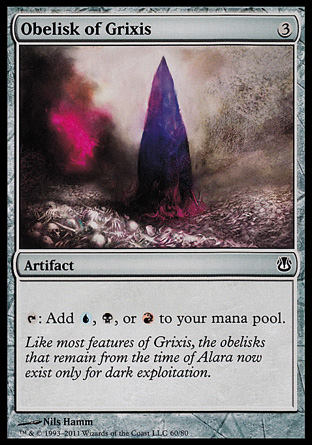 Obelisk of Grixis 3
Artifact
: Add , , or to your mana pool.
Like most features of Grixis, the obelisks
that remain from the time of Alara now
exist only for dark exploitation.
Nils Hamm
™ & © 1993–2011 Wizards of the Coast LLC 60/80